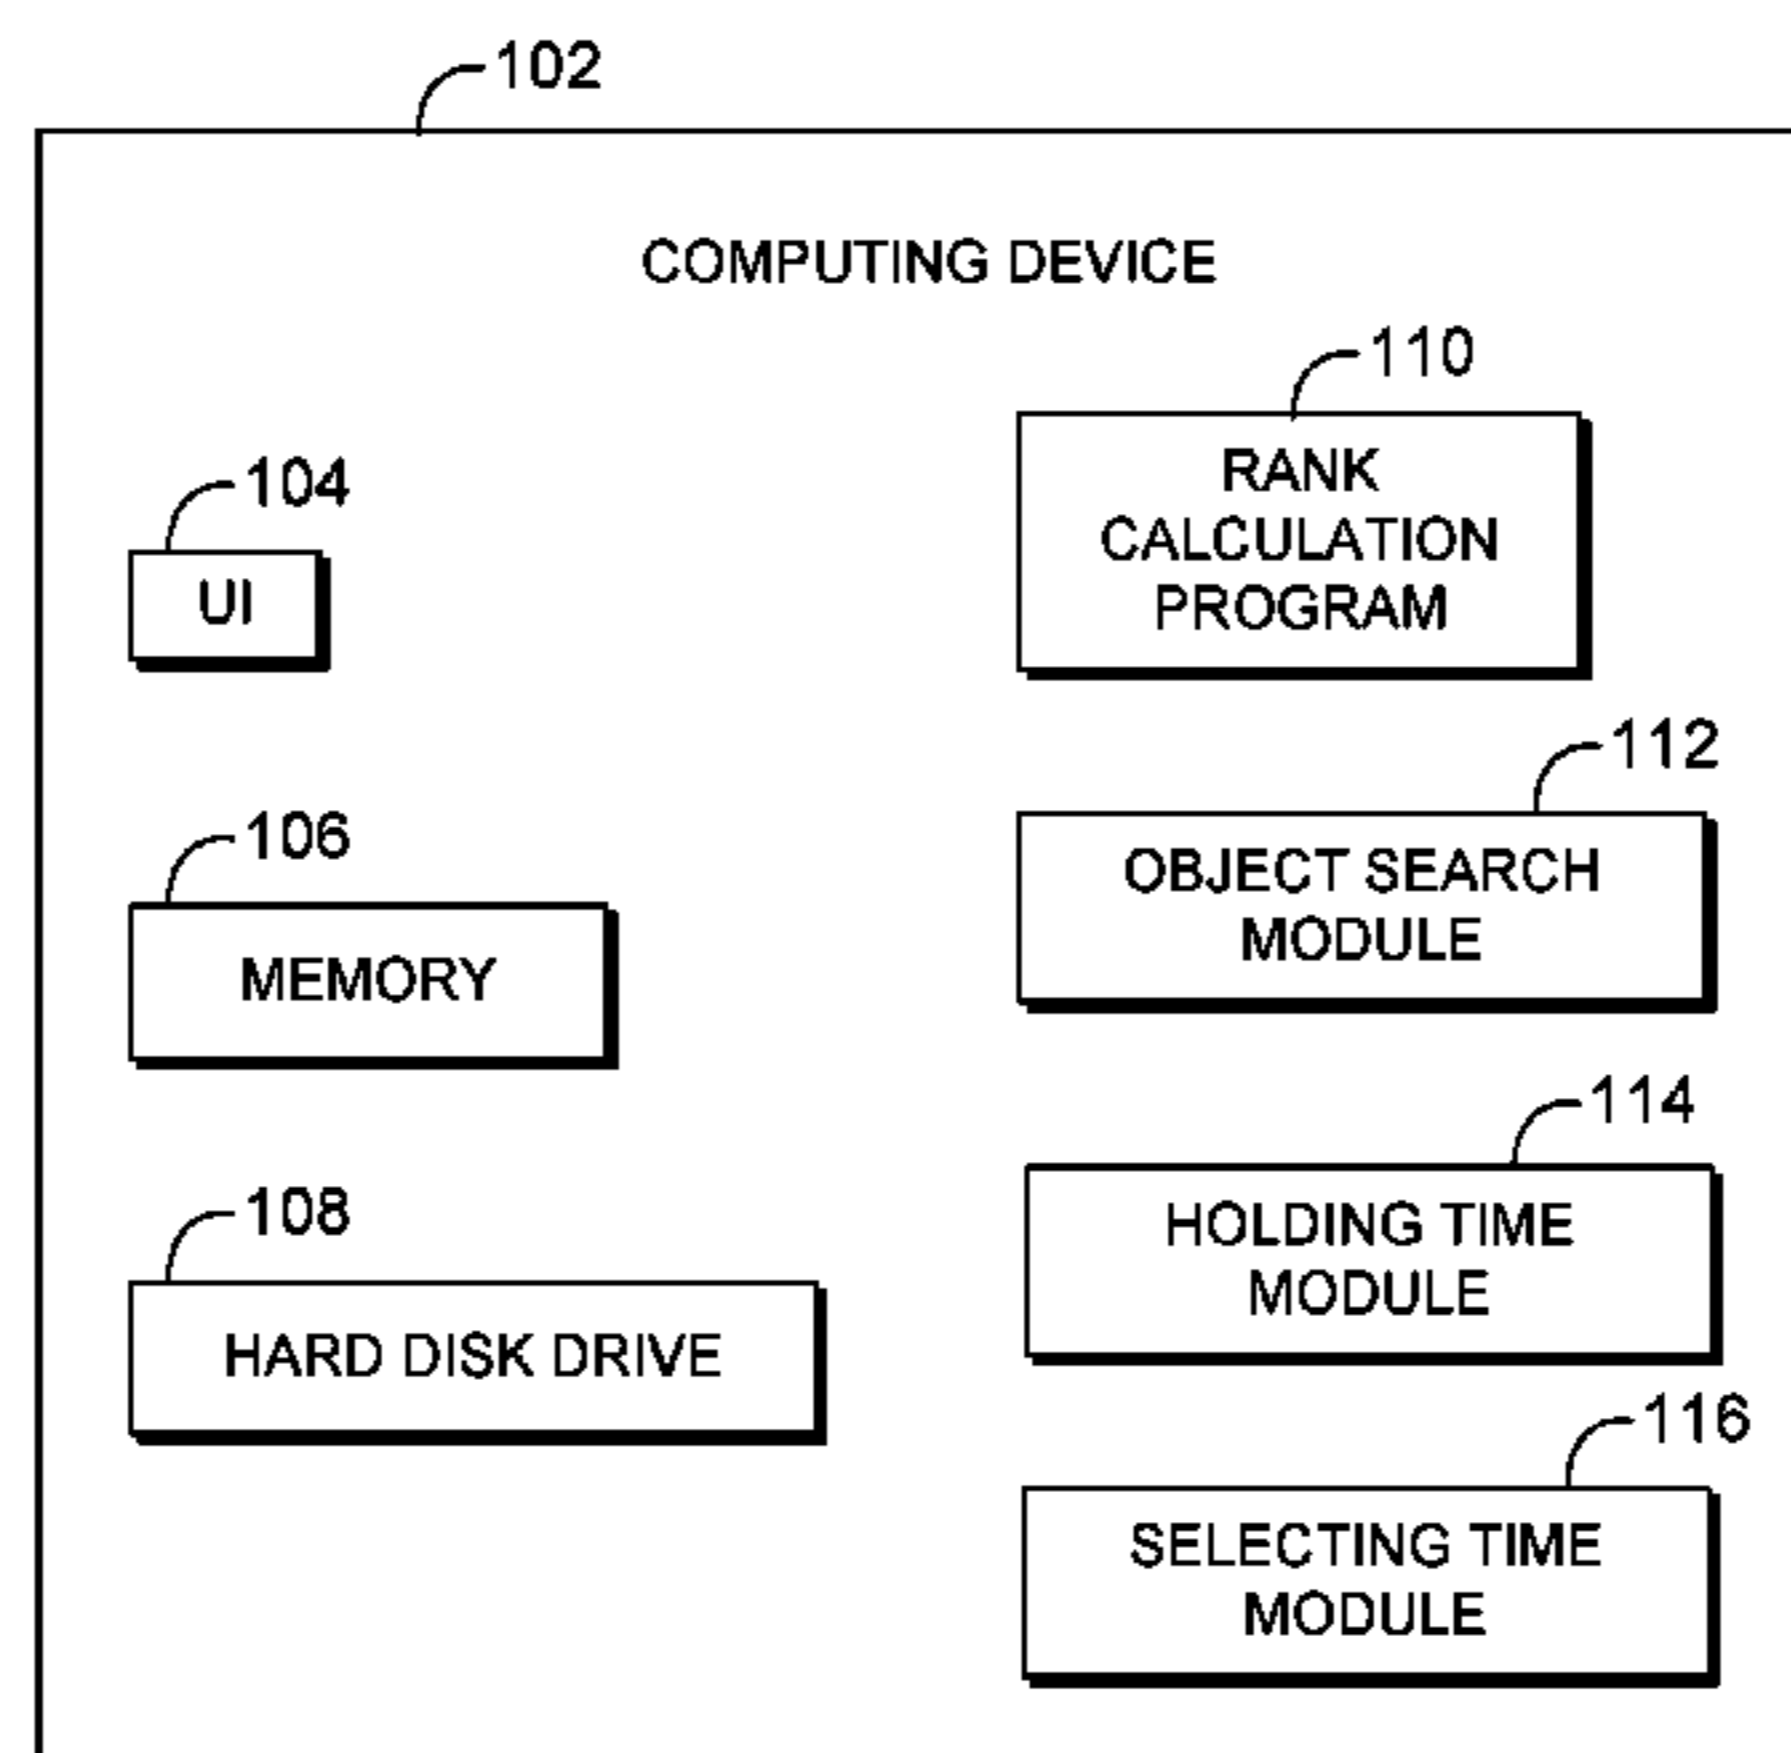 102
COMPUTING DEVICE
110
RANK
CALCULATION
PROGRAM
104
UI
112
OBJECT SEARCH
MODULE
106
MEMORY
114
HOLDING TIME
MODULE
108
HARD DISK DRIVE
116
SELECTING TIME
MODULE